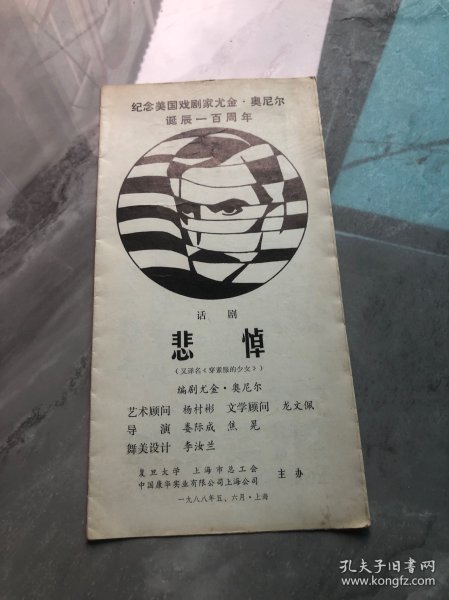 纪念美国戏剧家尤金·奥尼尔
诞辰一百周年
话 剧
悲 悼
(又译名《穿素服的少女》)
编剧尤金·奥尼尔
艺术顾问 杨村彬 文学顾问 龙文佩
导 演 娄际成 焦晃
舞美设计 李汝兰
复旦大学 上海市总工会
中国康华实业有限公司上海公司 主办
一九八八年五、六月·上海
孔夫子旧书网
www.kongfz.com